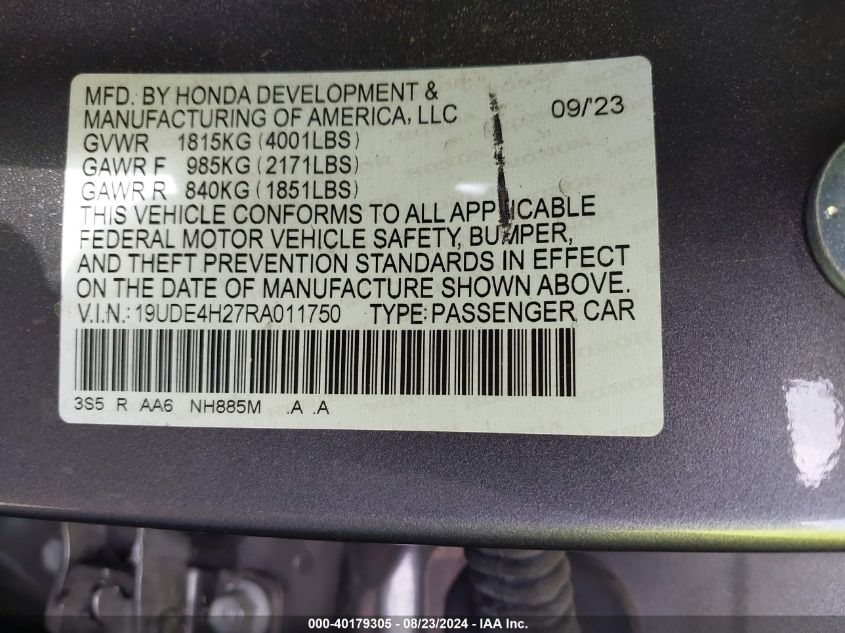 MFD. BY HONDA DEVELOPMENT &
MANUFACTURING OF AMERICA, LLC 09/'23
GVWR 1815KG (4001LBS)
GAWR F 985KG (2171LBS)
GAWR R 840KG (1851LBS)
THIS VEHICLE CONFORMS TO ALL APPLICABLE
FEDERAL MOTOR VEHICLE SAFETY, BUMPER,
AND THEFT PREVENTION STANDARDS IN EFFECT
ON THE DATE OF MANUFACTURE SHOWN ABOVE.
V.I.N.: 19UDE4H27RA011750 TYPE: PASSENGER CAR
3S5 R AA6 NH885M .A .A
000-40179305 - 08/23/2024 - © IAA, Inc.